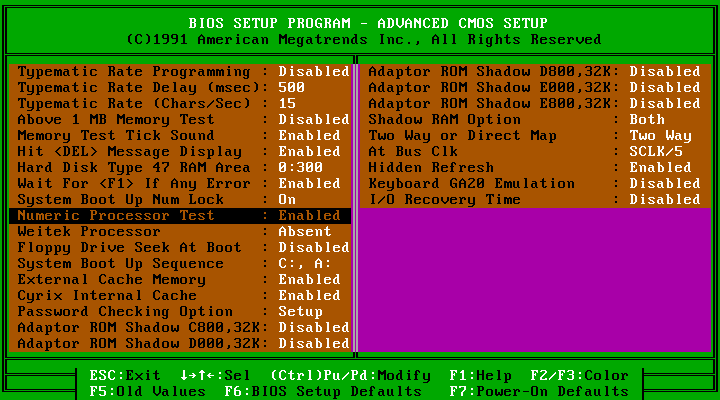 BIOS SETUP PROGRAM - ADVANCED CMOS SETUP
(C)1991 American Megatrends Inc., All Rights Reserved
Typematic Rate Programming : Disabled
Typematic Rate Delay (msec): 500
Typematic Rate (Chars/Sec) : 15
Above 1 MB Memory Test : Disabled
Memory Test Tick Sound : Enabled
Hit <DEL> Message Display : Enabled
Hard Disk Type 47 RAM Area : 0:300
Wait For <F1> If Any Error : Enabled
System Boot Up Num Lock : On
Numeric Processor Test : Enabled
Weitek Processor : Absent
Floppy Drive Seek At Boot : Disabled
System Boot Up Sequence : C:, A:
External Cache Memory : Enabled
Cyrix Internal Cache : Enabled
Password Checking Option : Setup
Adaptor ROM Shadow C800,32K: Disabled
Adaptor ROM Shadow D000,32K: Disabled
Adaptor ROM Shadow D800,32K: Disabled
Adaptor ROM Shadow E000,32K: Disabled
Adaptor ROM Shadow E800,32K: Disabled
Shadow RAM Option : Both
Two Way or Direct Map : Two Way
At Bus Clk : SCLK/5
Hidden Refresh : Enabled
Keyboard GA20 Emulation : Disabled
I/O Recovery Time : Disabled
ESC:Exit ↓→↑←:Sel (Ctrl)Pu/Pd:Modify F1:Help F2/F3:Color
F5:Old Values F6:BIOS Setup Defaults F7:Power-On Defaults